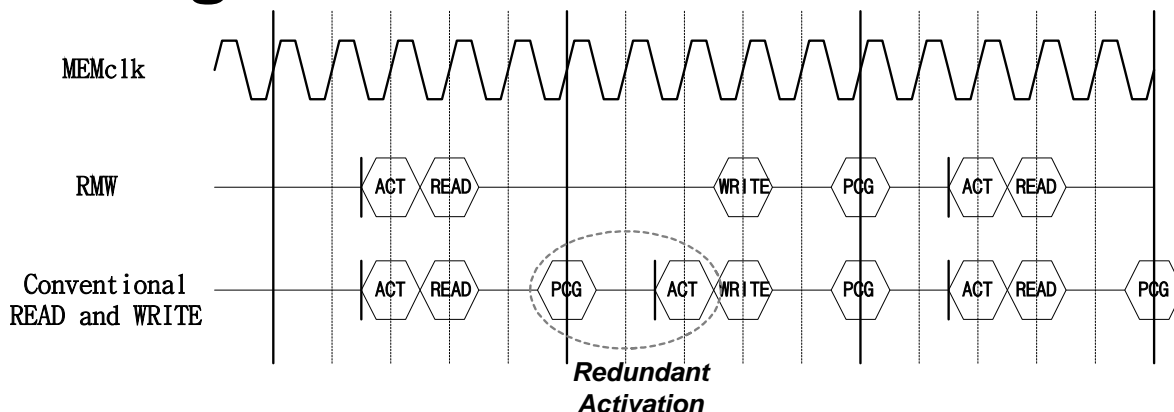 MEMclk
RMW
ACT READ WRITE PCG ACT READ
Conventional
READ and WRITE
ACT READ PCG ACT WRITE PCG ACT READ PCG
Redundant
Activation